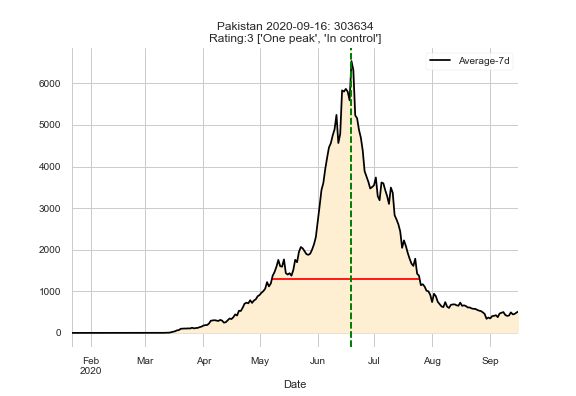 Pakistan 2020-09-16: 303634
Rating:3 ['One peak', 'In control']
Average-7d
6000
5000
4000
3000
2000
1000
0
Feb Mar Apr May Jun Jul Aug Sep
2020
Date